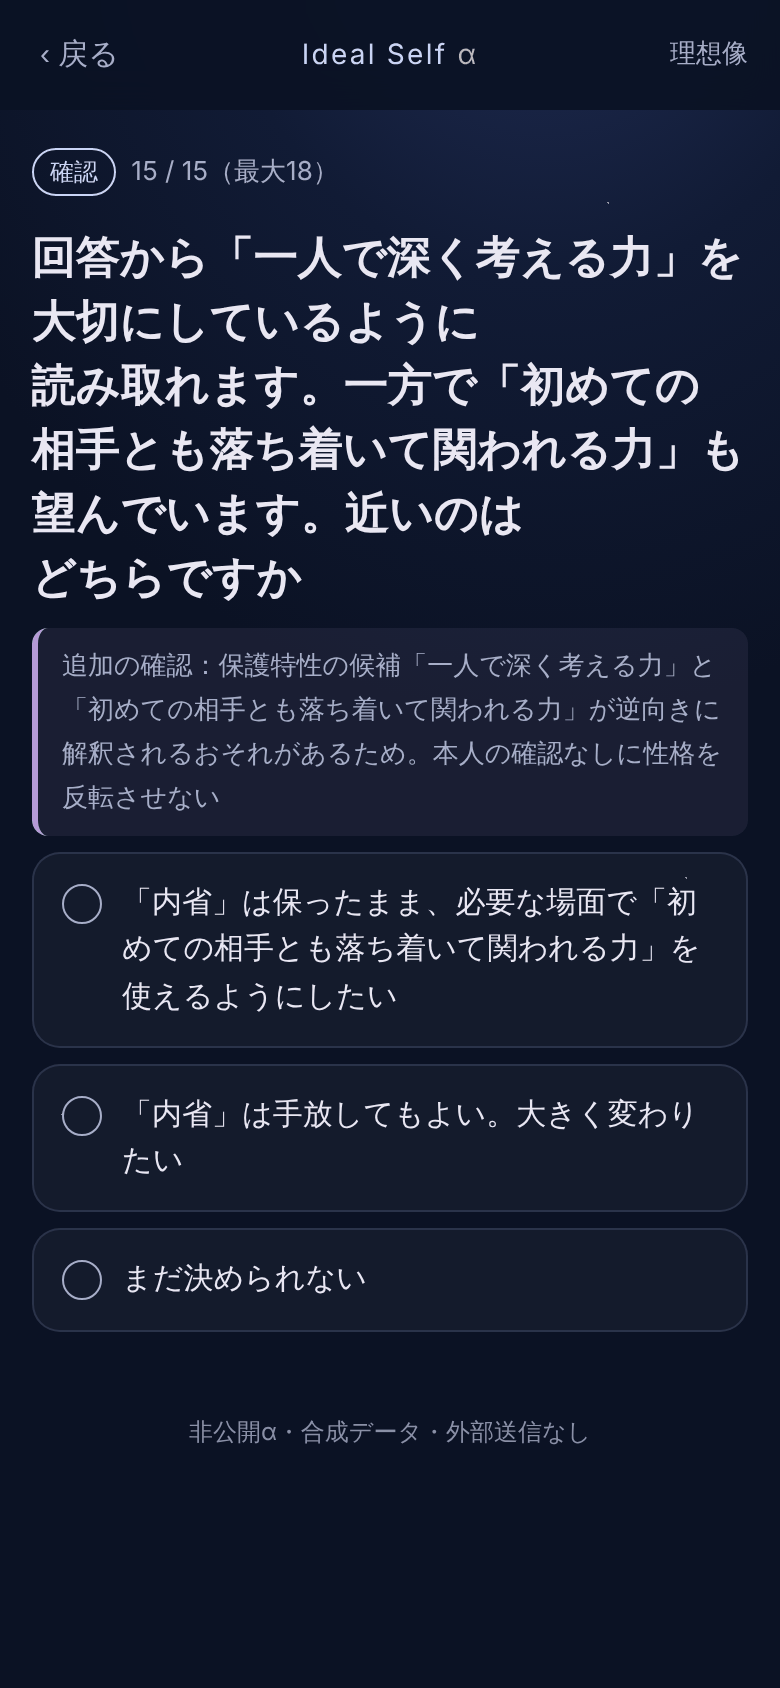 ‹ 戻る
Ideal Self α
理想像
確認
15 / 15（最大18）
回答から「一人で深く考える力」を
大切にしているように
読み取れます。一方で「初めての
相手とも落ち着いて関われる力」も
望んでいます。近いのは
どちらですか
追加の確認：保護特性の候補「一人で深く考える力」と
「初めての相手とも落ち着いて関われる力」が逆向きに
解釈されるおそれがあるため。本人の確認なしに性格を
反転させない
「内省」は保ったまま、必要な場面で「初
めての相手とも落ち着いて関われる力」を
使えるようにしたい
「内省」は手放してもよい。大きく変わり
たい
まだ決められない
非公開α・合成データ・外部送信なし